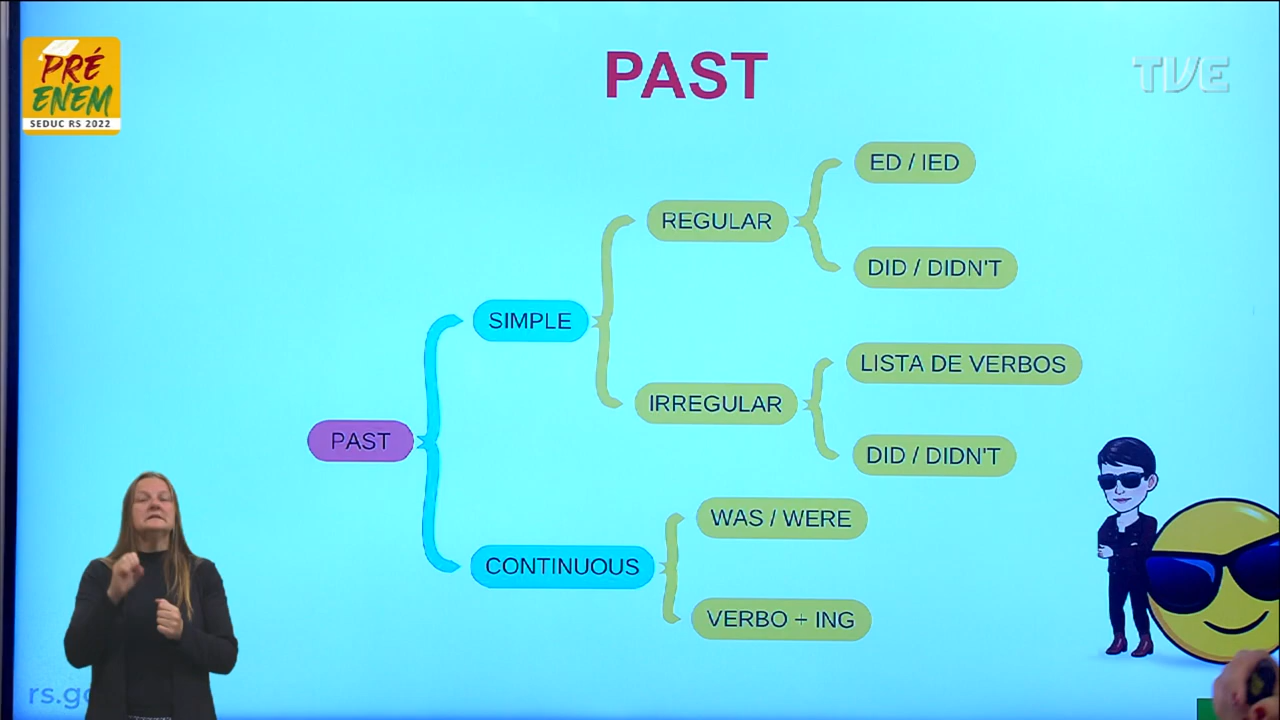 PRÉ
ENEM
SEDUC RS 2022
PAST
TVE
ED / IED
REGULAR
DID / DIDN'T
SIMPLE
LISTA DE VERBOS
IRREGULAR
DID / DIDN'T
PAST
WAS / WERE
CONTINUOUS
VERBO + ING